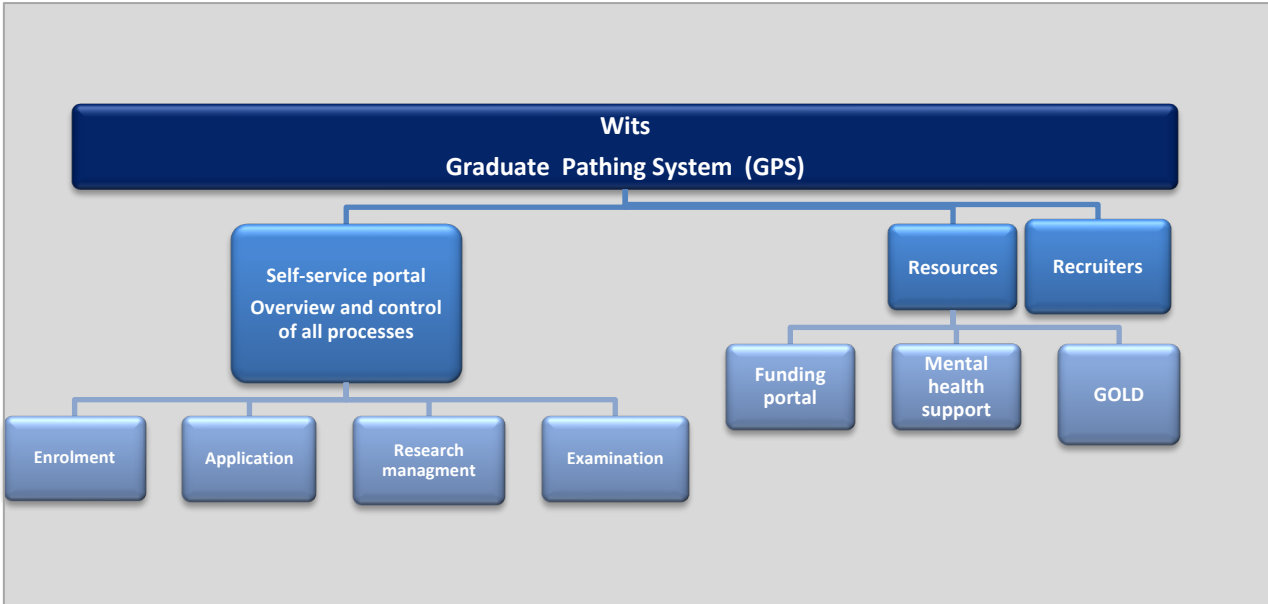 Wits
Graduate Pathing System (GPS)
Self-service portal
Overview and control
of all processes
Resources
Recruiters
Funding
portal
Mental
health
support
GOLD
Enrolment
Application
Research
managment
Examination